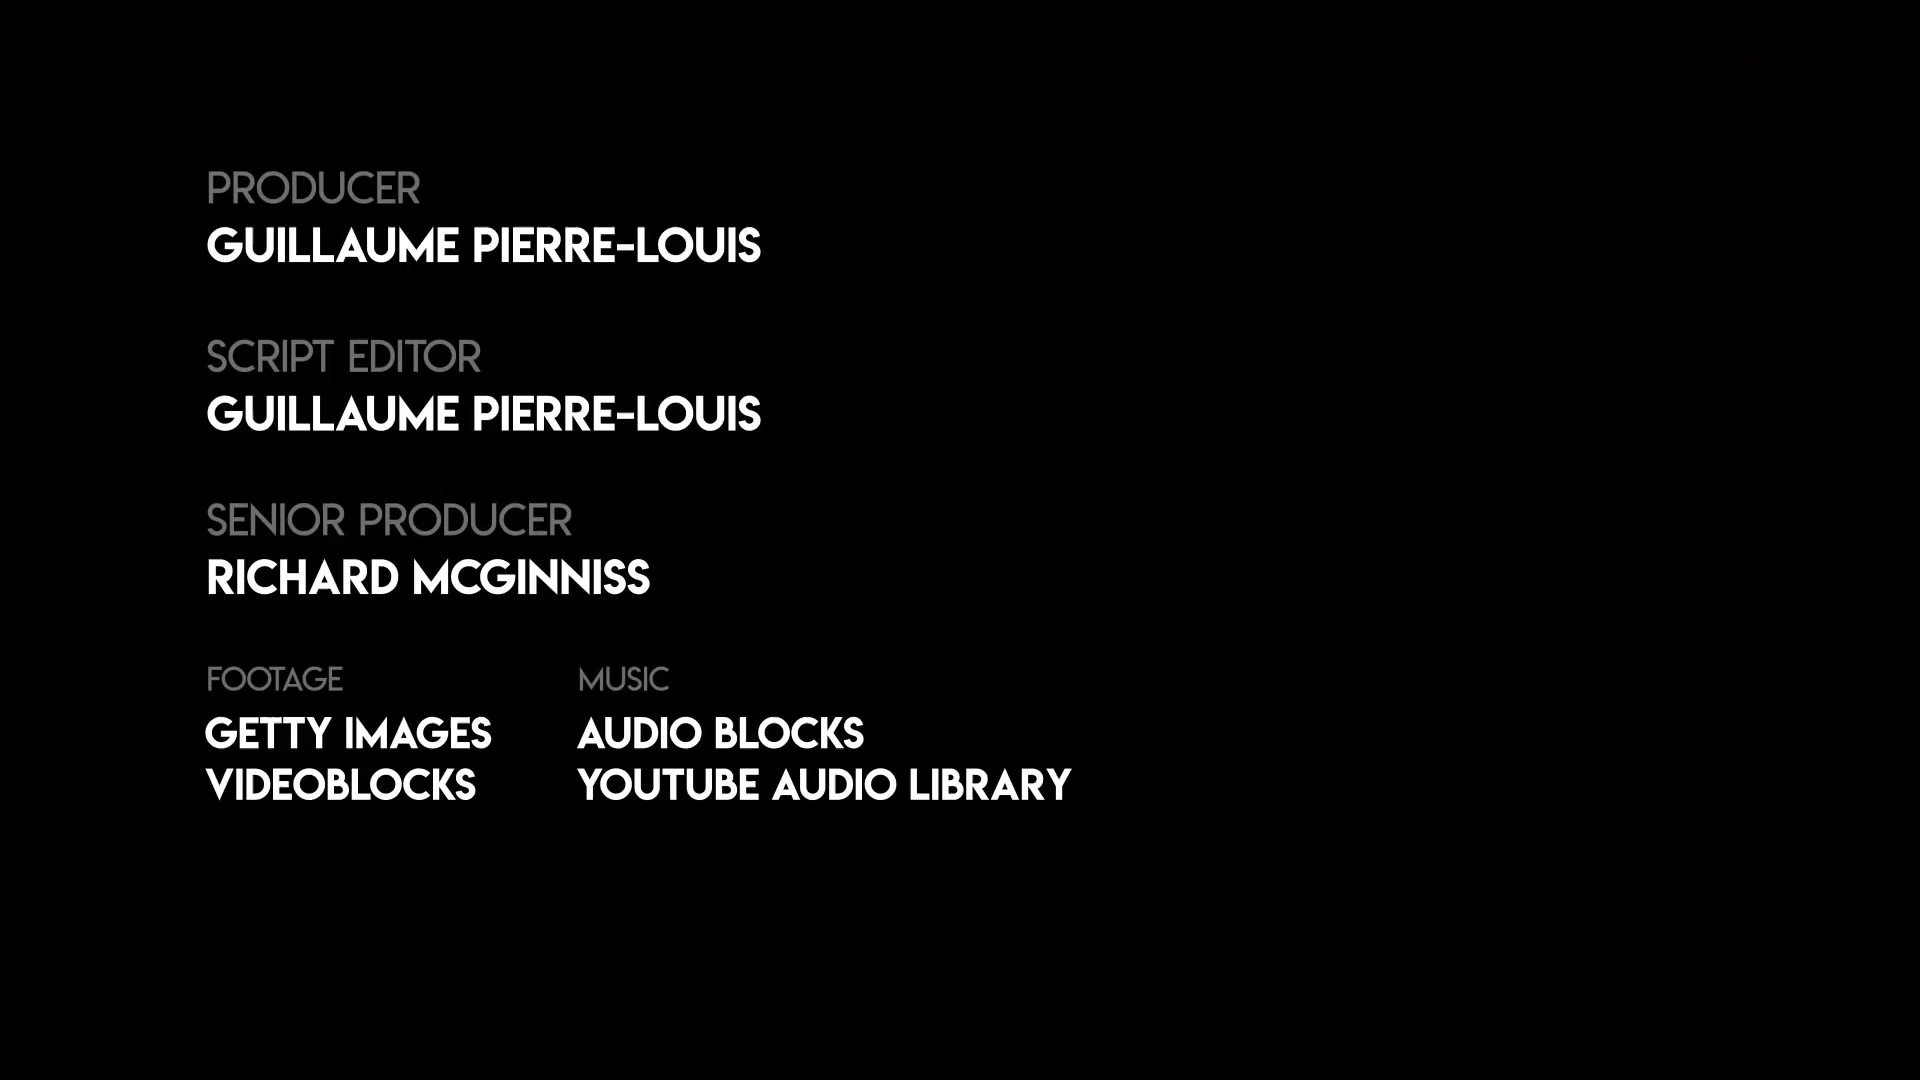 PRODUCER
GUILLAUME PIERRE-LOUIS
SCRIPT EDITOR
GUILLAUME PIERRE-LOUIS
SENIOR PRODUCER
RICHARD MCGINNISS
FOOTAGE
GETTY IMAGES
VIDEOBLOCKS
MUSIC
AUDIO BLOCKS
YOUTUBE AUDIO LIBRARY